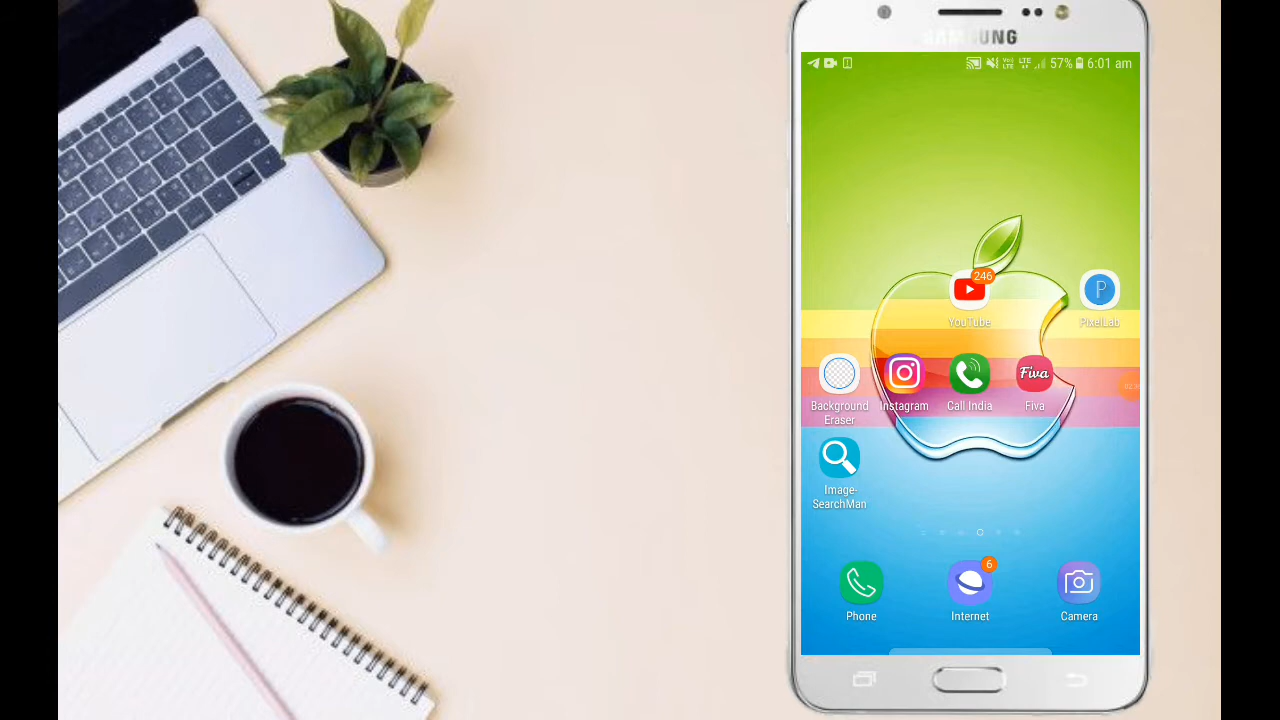 SAMSUNG
57% 6:01 am
246
YouTube
P
PixelLab
Fiva
Background
Eraser
Instagram
Call India
Fiva
Image-
SearchMan
6
Phone
Internet
Camera